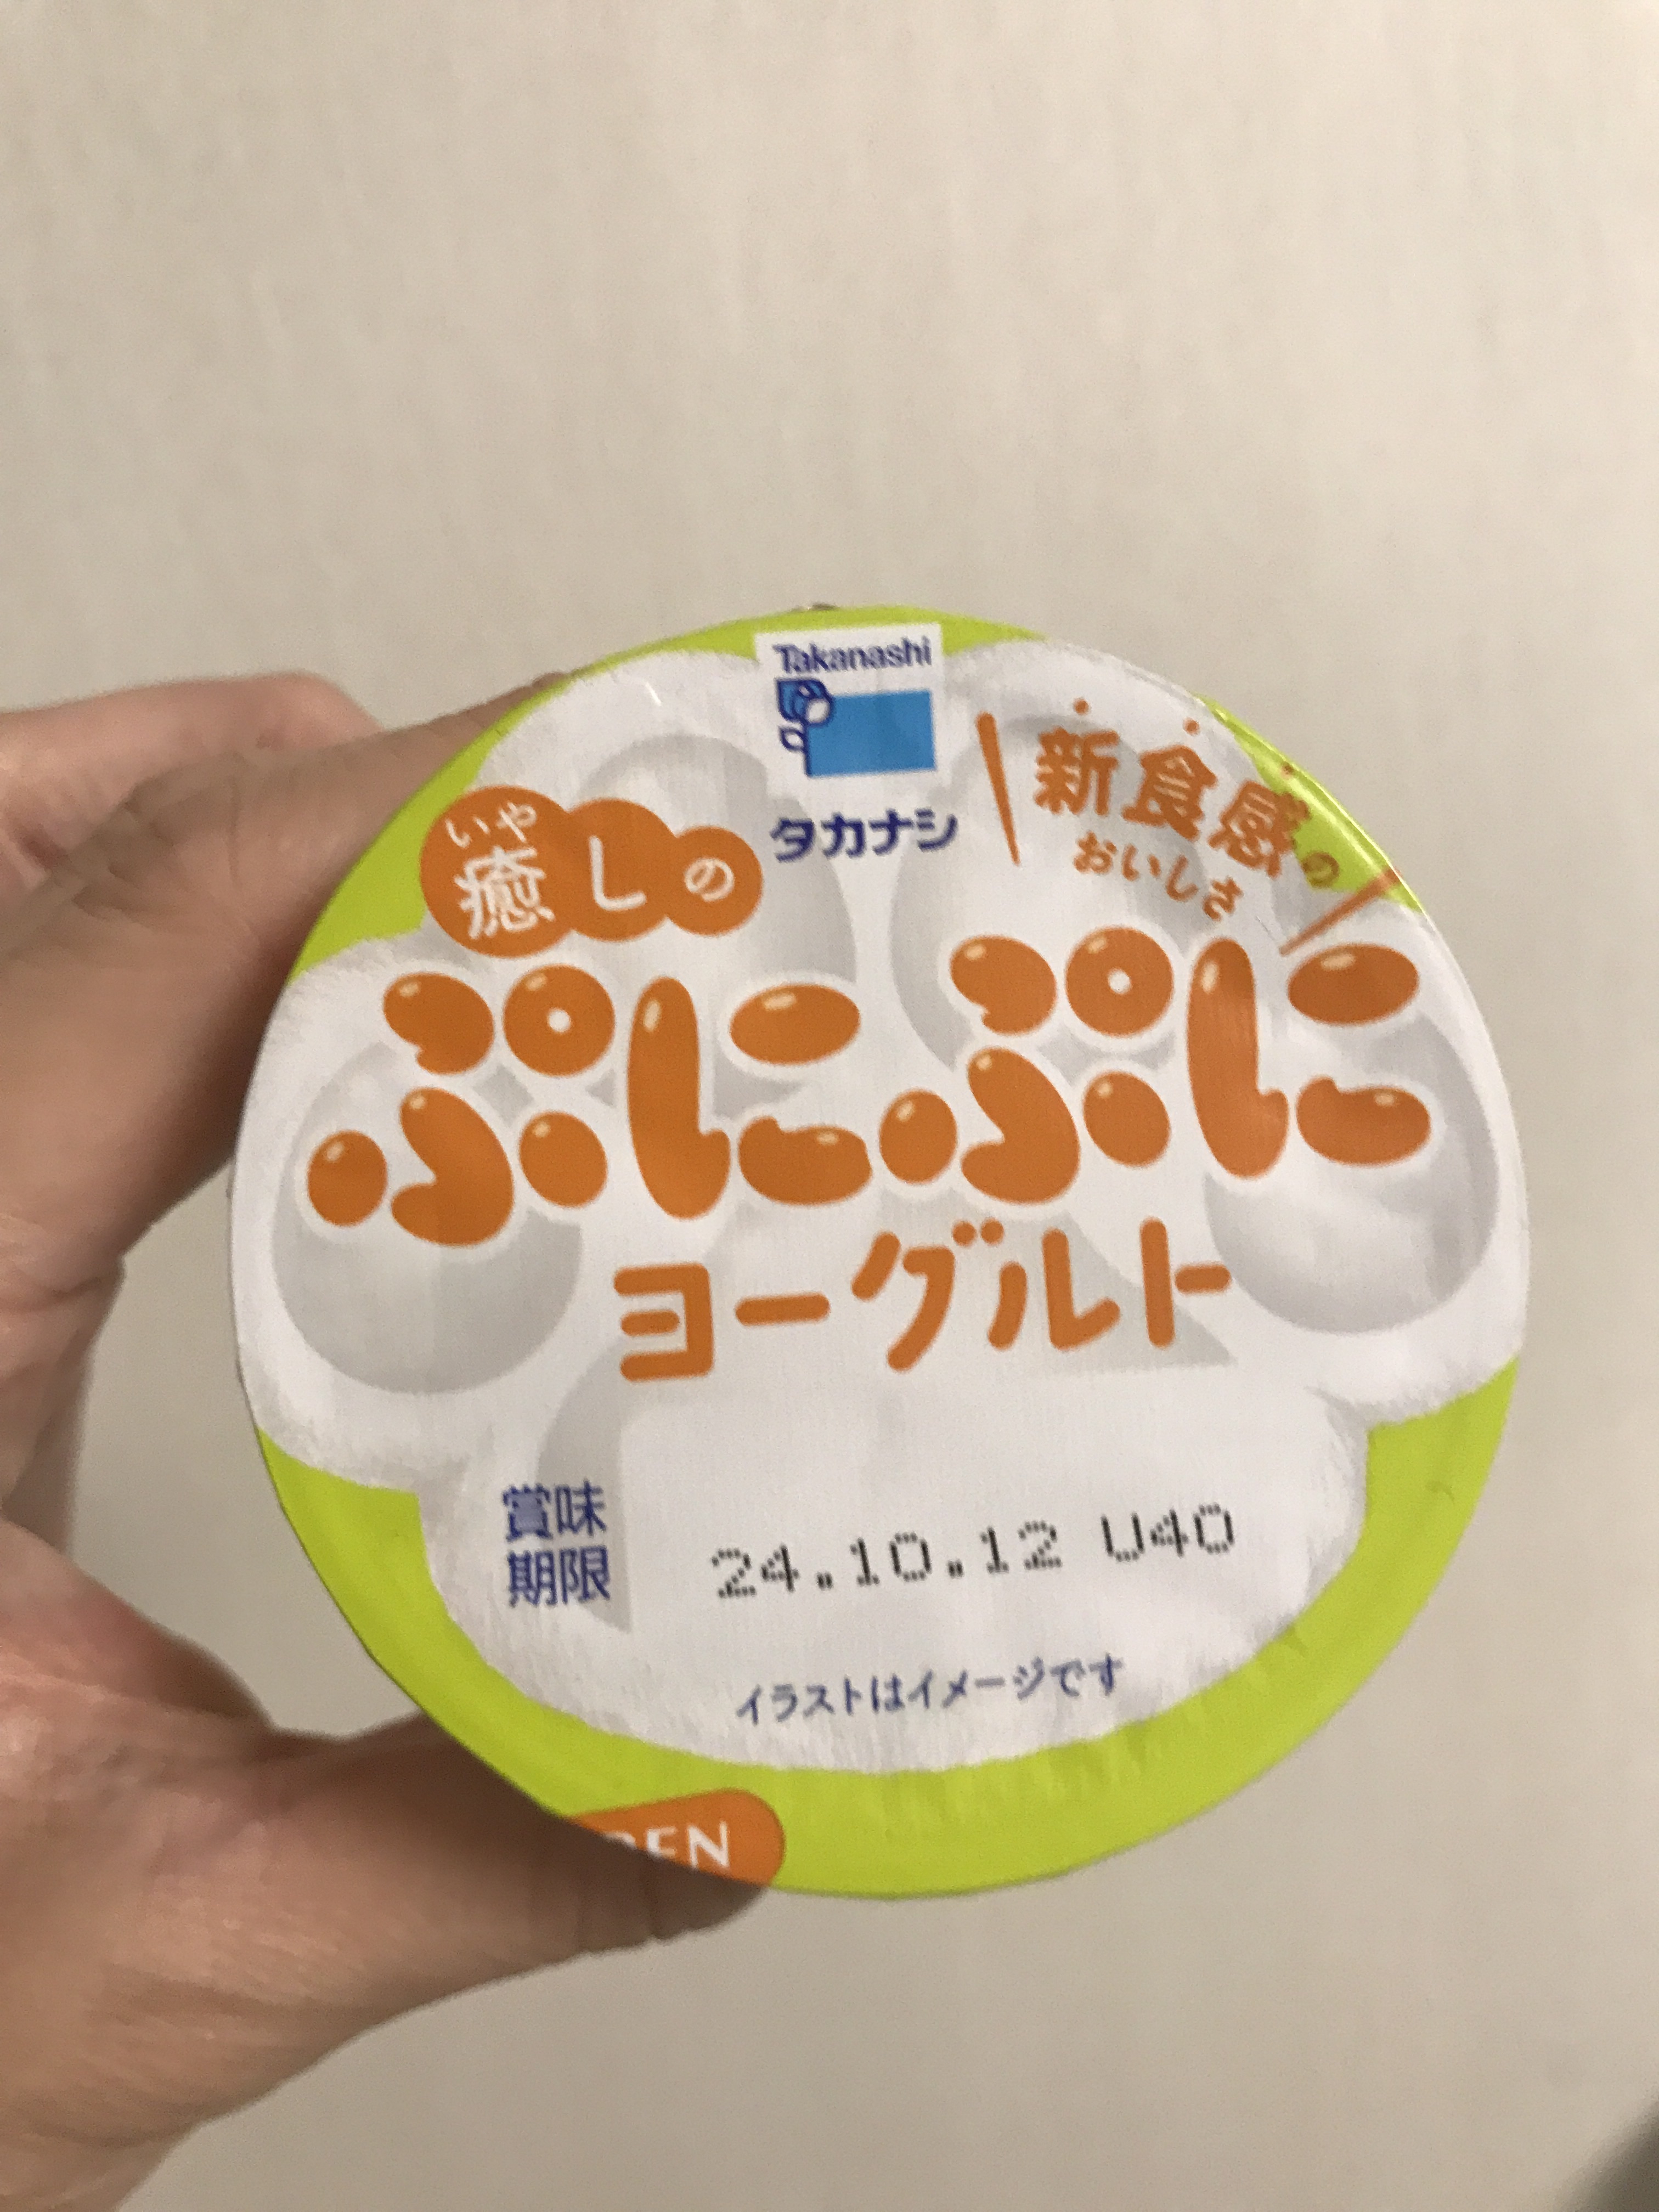 Takanashi
タカナシ
いや
癒しの
新食感の
おいしさ
ぷにぷに
ヨーグルト
賞味
期限
24.10.12 U40
イラストはイメージです